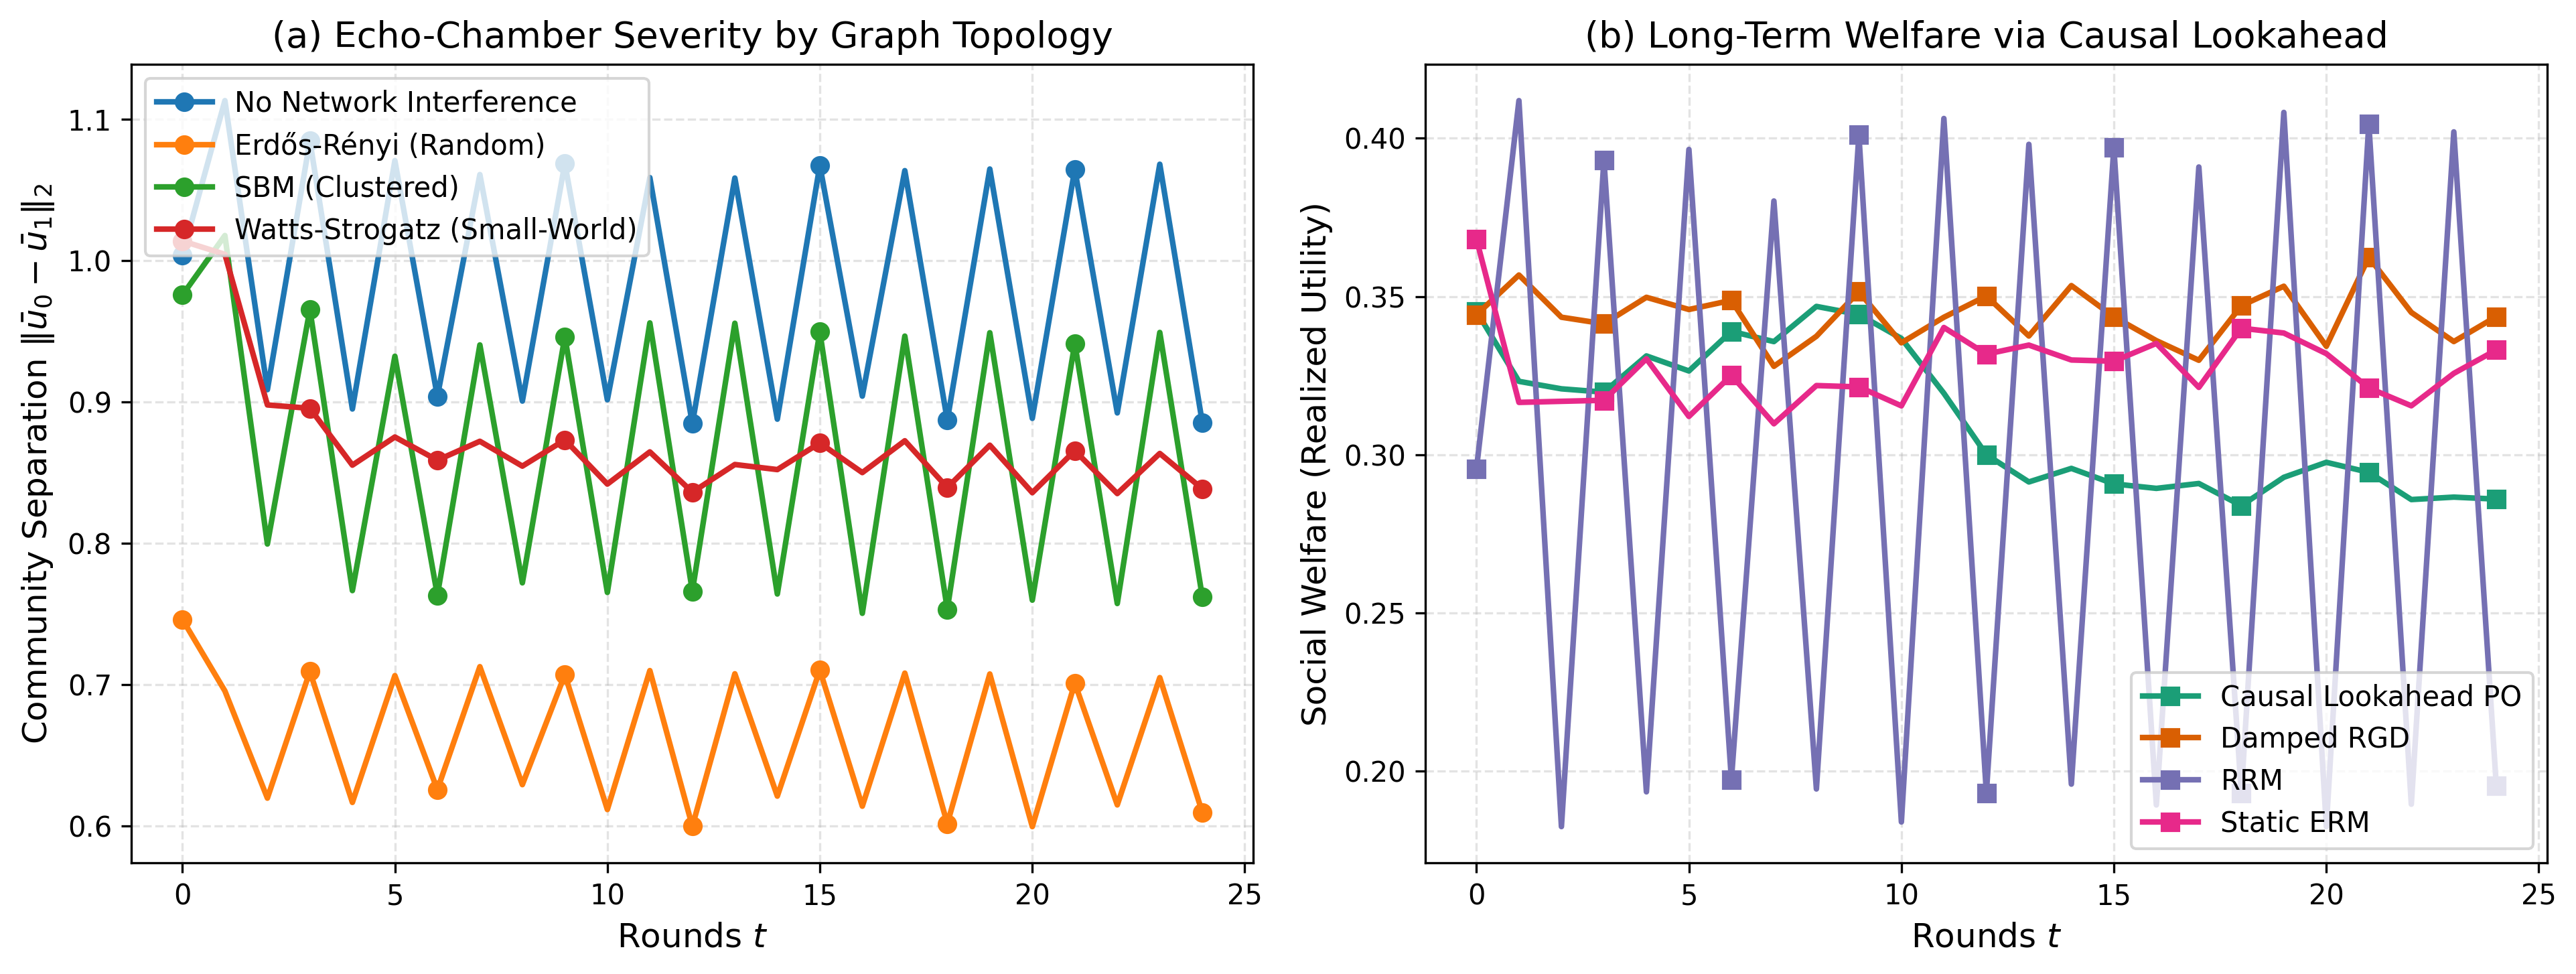 (a) Echo-Chamber Severity by Graph Topology
Community Separation ‖ū₀ − ū₁‖₂
1.1
1.0
0.9
0.8
0.7
0.6
No Network Interference
Erdős-Rényi (Random)
SBM (Clustered)
Watts-Strogatz (Small-World)
0 5 10 15 20 25
Rounds t
(b) Long-Term Welfare via Causal Lookahead
Social Welfare (Realized Utility)
0.40
0.35
0.30
0.25
0.20
Causal Lookahead PO
Damped RGD
RRM
Static ERM
0 5 10 15 20 25
Rounds t